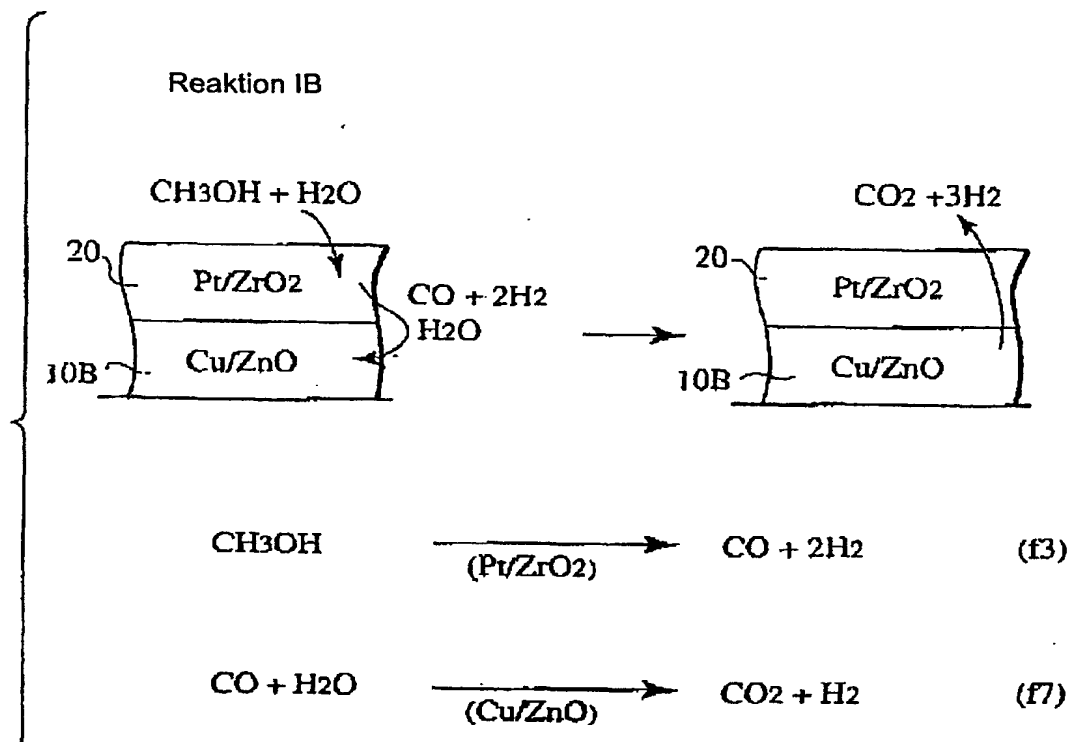 Reaktion IB
CH3OH + H2O
20
Pt/ZrO2
CO + 2H2
H2O
10B
Cu/ZnO
CO2 +3H2
20
Pt/ZrO2
10B
Cu/ZnO
CH3OH (Pt/ZrO2) CO + 2H2 (f3)
CO + H2O (Cu/ZnO) CO2 + H2 (f7)